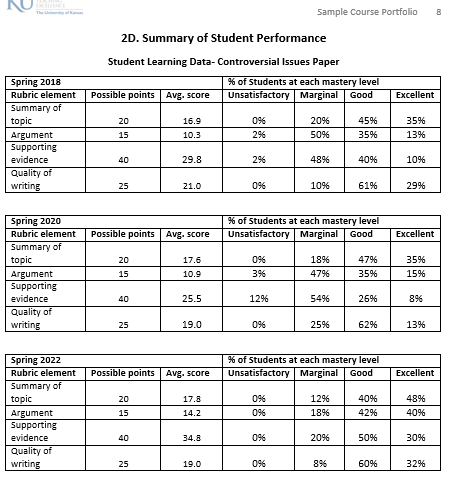 KU
The University of Kansas
Sample Course Portfolio 8
2D. Summary of Student Performance
Student Learning Data- Controversial Issues Paper
Spring 2018 % of Students at each mastery level
Rubric element Possible points Avg. score Unsatisfactory Marginal Good Excellent
Summary of
topic 20 16.9 0% 20% 45% 35%
Argument 15 10.3 2% 50% 35% 13%
Supporting
evidence 40 29.8 2% 48% 40% 10%
Quality of
writing 25 21.0 0% 10% 61% 29%
Spring 2020 % of Students at each mastery level
Rubric element Possible points Avg. score Unsatisfactory Marginal Good Excellent
Summary of
topic 20 17.6 0% 18% 47% 35%
Argument 15 10.9 3% 47% 35% 15%
Supporting
evidence 40 25.5 12% 54% 26% 8%
Quality of
writing 25 19.0 0% 25% 62% 13%
Spring 2022 % of Students at each mastery level
Rubric element Possible points Avg. score Unsatisfactory Marginal Good Excellent
Summary of
topic 20 17.8 0% 12% 40% 48%
Argument 15 14.2 0% 18% 42% 40%
Supporting
evidence 40 34.8 0% 20% 50% 30%
Quality of
writing 25 19.0 0% 8% 60% 32%